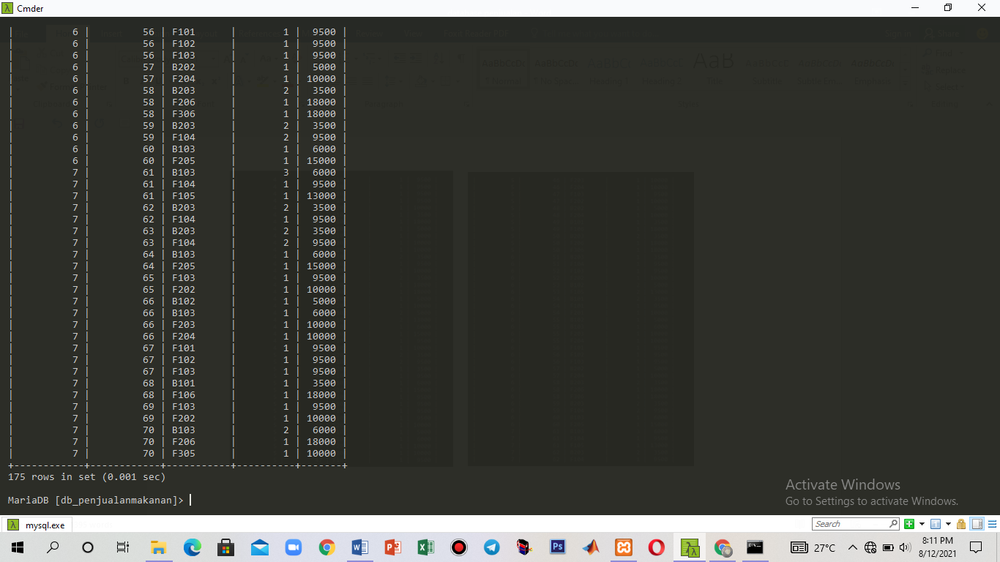 Cmder
| 6 | 56 | F101 | 1 | 9500 |
| 6 | 56 | F102 | 1 | 9500 |
| 6 | 56 | F103 | 1 | 9500 |
| 6 | 57 | B202 | 1 | 5000 |
| 6 | 57 | F204 | 1 | 10000 |
| 6 | 58 | B203 | 2 | 3500 |
| 6 | 58 | F206 | 1 | 18000 |
| 6 | 58 | F306 | 1 | 18000 |
| 6 | 59 | B203 | 2 | 3500 |
| 6 | 59 | F104 | 2 | 9500 |
| 6 | 60 | B103 | 1 | 6000 |
| 6 | 60 | F205 | 1 | 15000 |
| 7 | 61 | B103 | 3 | 6000 |
| 7 | 61 | F104 | 1 | 9500 |
| 7 | 61 | F105 | 1 | 13000 |
| 7 | 62 | B203 | 2 | 3500 |
| 7 | 62 | F104 | 1 | 9500 |
| 7 | 63 | B203 | 2 | 3500 |
| 7 | 63 | F104 | 2 | 9500 |
| 7 | 64 | B103 | 1 | 6000 |
| 7 | 64 | F205 | 1 | 15000 |
| 7 | 65 | F103 | 1 | 9500 |
| 7 | 65 | F202 | 1 | 10000 |
| 7 | 66 | B102 | 1 | 5000 |
| 7 | 66 | B103 | 1 | 6000 |
| 7 | 66 | F203 | 1 | 10000 |
| 7 | 66 | F204 | 1 | 10000 |
| 7 | 67 | F101 | 1 | 9500 |
| 7 | 67 | F102 | 1 | 9500 |
| 7 | 67 | F103 | 1 | 9500 |
| 7 | 68 | B101 | 1 | 3500 |
| 7 | 68 | F106 | 1 | 18000 |
| 7 | 69 | F103 | 1 | 9500 |
| 7 | 69 | F202 | 1 | 10000 |
| 7 | 70 | B103 | 2 | 6000 |
| 7 | 70 | F206 | 1 | 18000 |
| 7 | 70 | F305 | 1 | 10000 |
+------------+------------+-----------+----------+-------+
175 rows in set (0.001 sec)
MariaDB [db_penjualanmakanan]>
Activate Windows
Go to Settings to activate Windows.
mysql.exe
Search
27°C
8:11 PM
8/12/2021